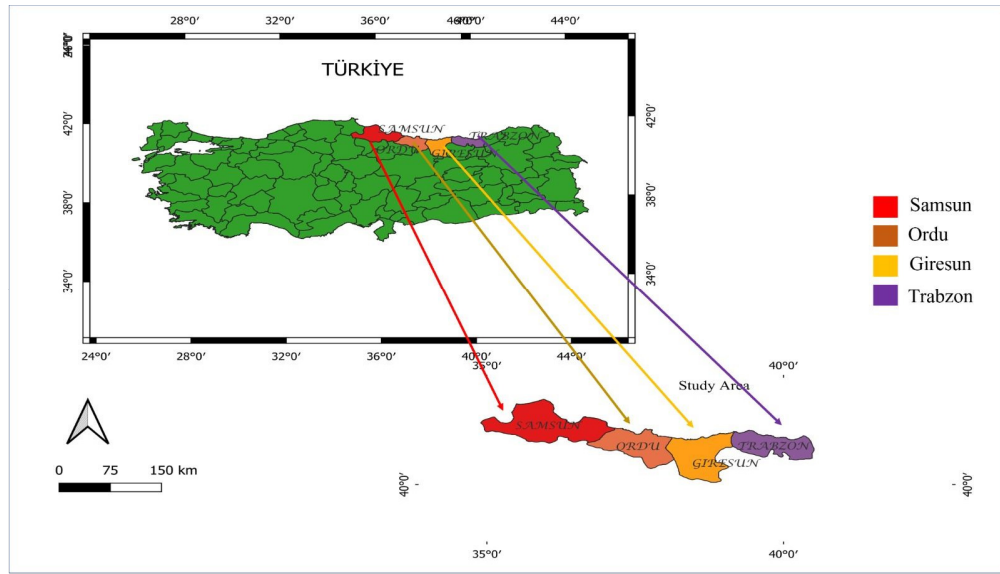 28°0′ 32°0′ 36°0′ 40°0′ 44°0′
TÜRKİYE
42°0′ 42°0′
SAMSUN TRABZON
ORDU GIRESUN
38°0′ 38°0′
34°0′ 34°0′
24°0′ 28°0′ 32°0′ 36°0′ 40°0′ 44°0′
Samsun
Ordu
Giresun
Trabzon
35°0′ 40°0′
Study Area
SAMSUN ORDU TRABZON
GIRESUN
0 75 150 km
40°0′ 40°0′
35°0′ 40°0′